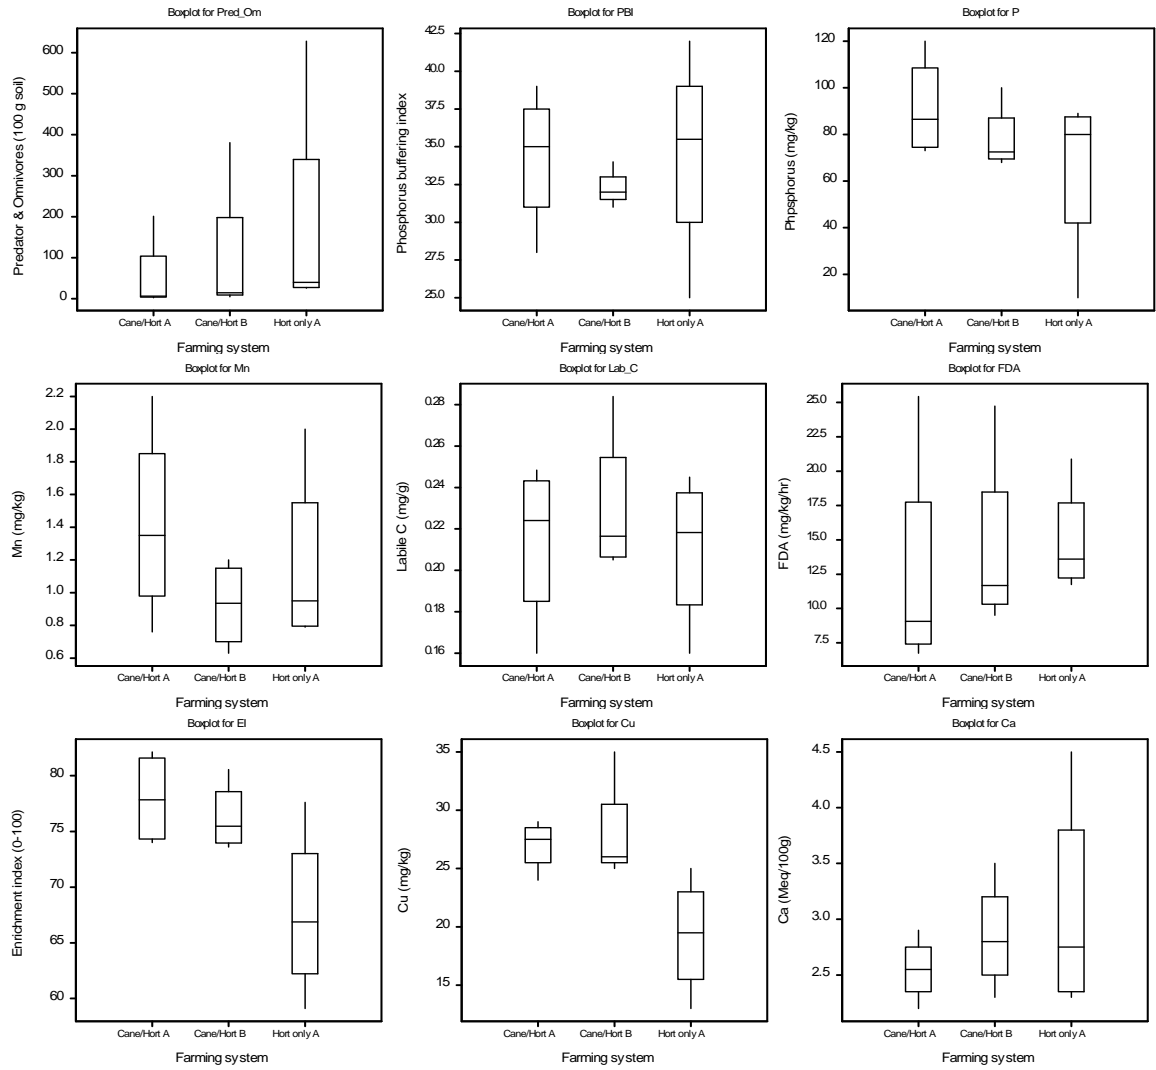 Boxplot for Pred_Om
Predator & Omnivores (100 g soil)
600
500
400
300
200
100
0
Cane/Hort A Cane/Hort B Hort only A
Farming system
Boxplot for PBI
Phosphorus buffering index
42.5
40.0
37.5
35.0
32.5
30.0
27.5
25.0
Cane/Hort A Cane/Hort B Hort only A
Farming system
Boxplot for P
Phpsphorus (mg/kg)
120
100
80
60
40
20
Cane/Hort A Cane/Hort B Hort only A
Farming system
Boxplot for Mn
Mn (mg/kg)
2.2
2.0
1.8
1.6
1.4
1.2
1.0
0.8
0.6
Cane/Hort A Cane/Hort B Hort only A
Farming system
Boxplot for Lab_C
Labile C (mg/g)
0.28
0.26
0.24
0.22
0.20
0.18
0.16
Cane/Hort A Cane/Hort B Hort only A
Farming system
Boxplot for FDA
FDA (mg/kg/hr)
25.0
22.5
20.0
17.5
15.0
12.5
10.0
7.5
Cane/Hort A Cane/Hort B Hort only A
Farming system
Boxplot for EI
Enrichment index (0-100)
80
75
70
65
60
Cane/Hort A Cane/Hort B Hort only A
Farming system
Boxplot for Cu
Cu (mg/kg)
35
30
25
20
15
Cane/Hort A Cane/Hort B Hort only A
Farming system
Boxplot for Ca
Ca (Meq/100g)
4.5
4.0
3.5
3.0
2.5
Cane/Hort A Cane/Hort B Hort only A
Farming system